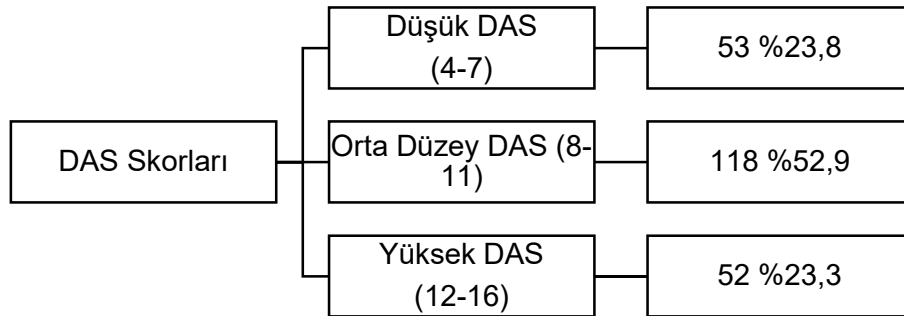 Düşük DAS
(4-7)
53 %23,8
DAS Skorları
Orta Düzey DAS (8-
11)
118 %52,9
Yüksek DAS
(12-16)
52 %23,3